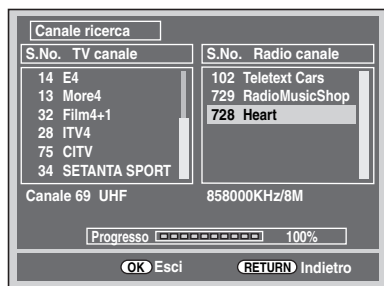 Canale ricerca
S.No. TV canale
14 E4
13 More4
32 Film4+1
28 ITV4
75 CITV
34 SETANTA SPORT
S.No. Radio canale
102 Teletext Cars
729 RadioMusicShop
728 Heart
Canale 69 UHF 858000KHz/8M
Progresso 100%
OK Esci RETURN Indietro